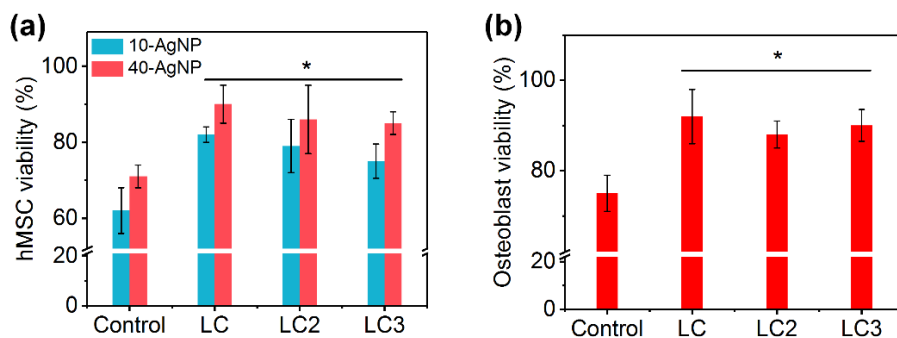 (a)
hMSC viability (%)
10-AgNP
40-AgNP
*
100
80
60
20
0
Control LC LC2 LC3
(b)
Osteoblast viability (%)
*
100
80
20
0
Control LC LC2 LC3